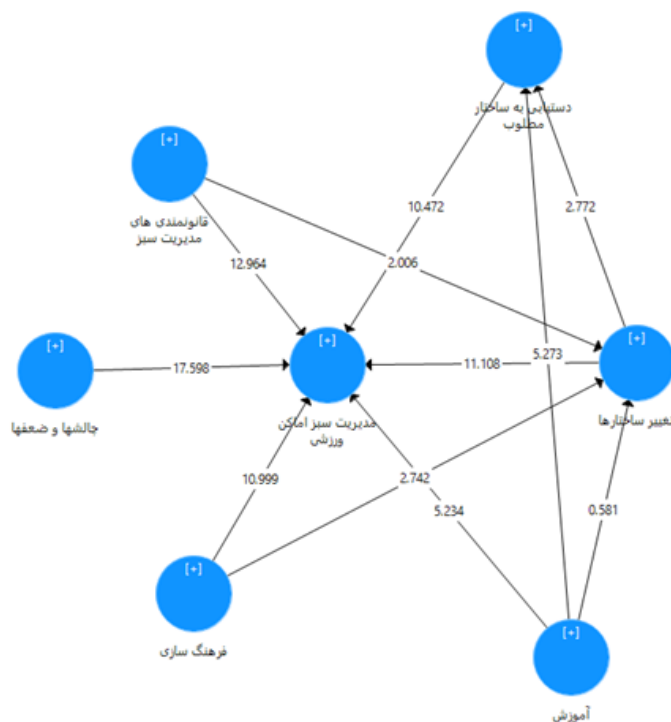 [+]
دستیابی به ساختار
مطلوب
[+]
قانونمندی های
مدیریت سبز
10.472
2.772
12.964
2.006
[+]
چالشها و ضعفها
17.598
[+]
مدیریت سبز اماکن
ورزشی
11.108
5.273
[+]
تغییر ساختارها
10.999
2.742
5.234
0.581
[+]
فرهنگ سازی
[+]
آموزش